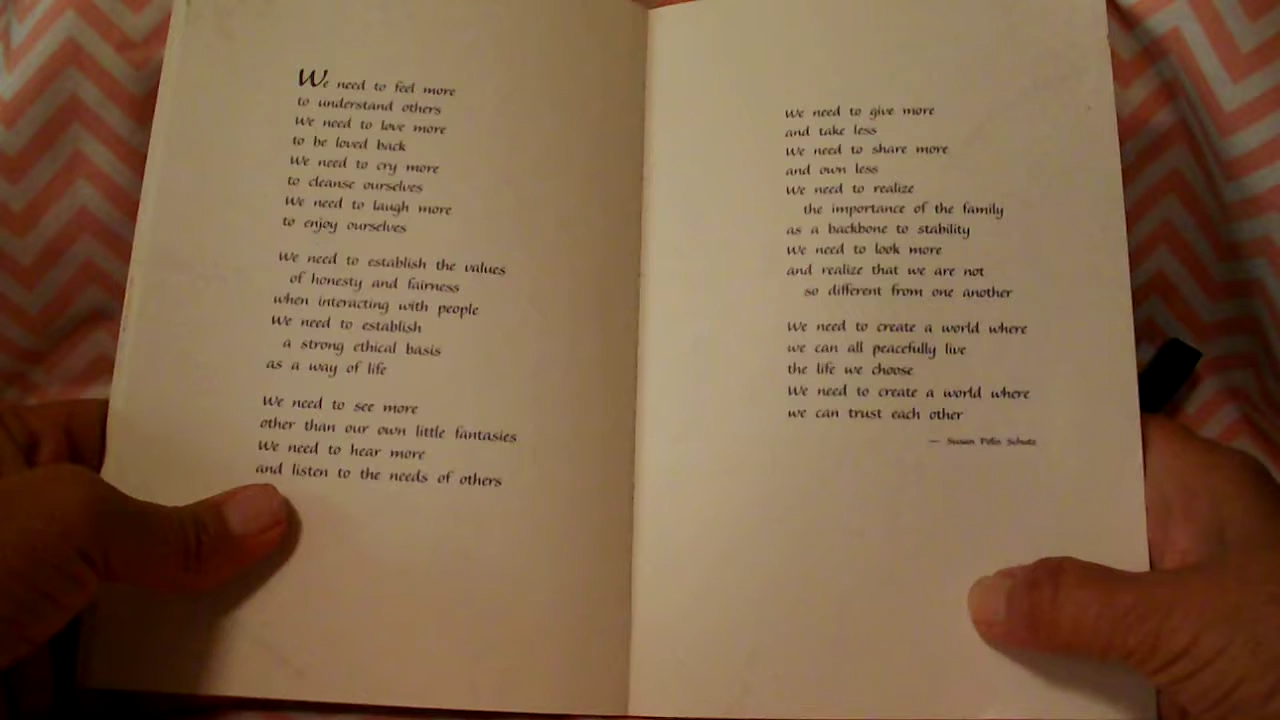 We need to feel more
to understand others
We need to love more
to be loved back
We need to cry more
to cleanse ourselves
We need to laugh more
to enjoy ourselves
We need to establish the values
of honesty and fairness
when interacting with people
We need to establish
a strong ethical basis
as a way of life
We need to see more
other than our own little fantasies
We need to hear more
and listen to the needs of others
We need to give more
and take less
We need to share more
and own less
We need to realize
the importance of the family
as a backbone to stability
We need to look more
and realize that we are not
so different from one another
We need to create a world where
we can all peacefully live
the life we choose
We need to create a world where
we can trust each other
— Susan Polis Schutz